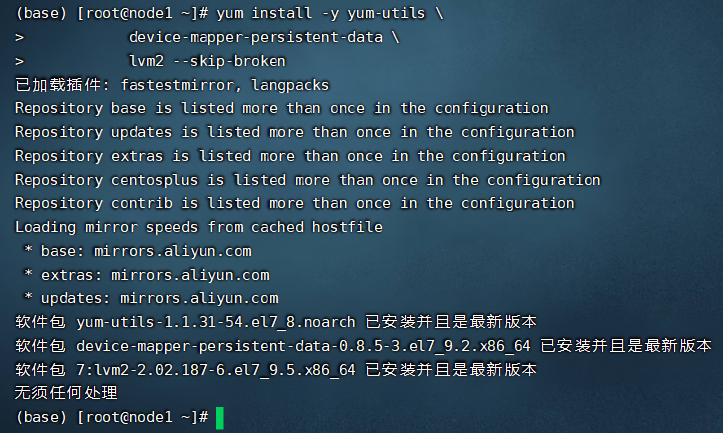 (base) [root@node1 ~]# yum install -y yum-utils \
>            device-mapper-persistent-data \
>            lvm2 --skip-broken
已加载插件: fastestmirror, langpacks
Repository base is listed more than once in the configuration
Repository updates is listed more than once in the configuration
Repository extras is listed more than once in the configuration
Repository centosplus is listed more than once in the configuration
Repository contrib is listed more than once in the configuration
Loading mirror speeds from cached hostfile
 * base: mirrors.aliyun.com
 * extras: mirrors.aliyun.com
 * updates: mirrors.aliyun.com
软件包 yum-utils-1.1.31-54.el7_8.noarch 已安装并且是最新版本
软件包 device-mapper-persistent-data-0.8.5-3.el7_9.2.x86_64 已安装并且是最新版本
软件包 7:lvm2-2.02.187-6.el7_9.5.x86_64 已安装并且是最新版本
无须任何处理
(base) [root@node1 ~]#